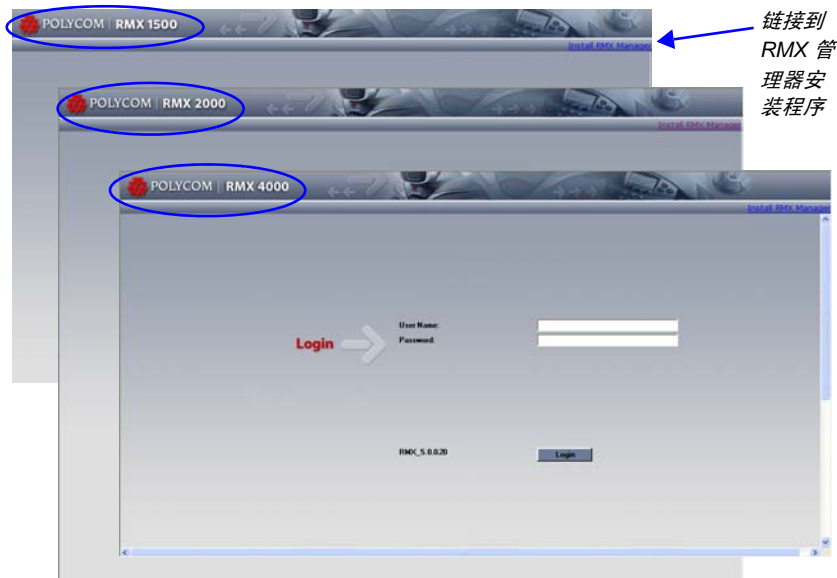 POLYCOM | RMX 1500
Install RMX Manager
链接到
RMX 管
理器安
装程序
POLYCOM | RMX 2000
Install RMX Manager
POLYCOM | RMX 4000
Install RMX Manager
User Name:
Login
Password:
RMX_5.0.0.20
Login